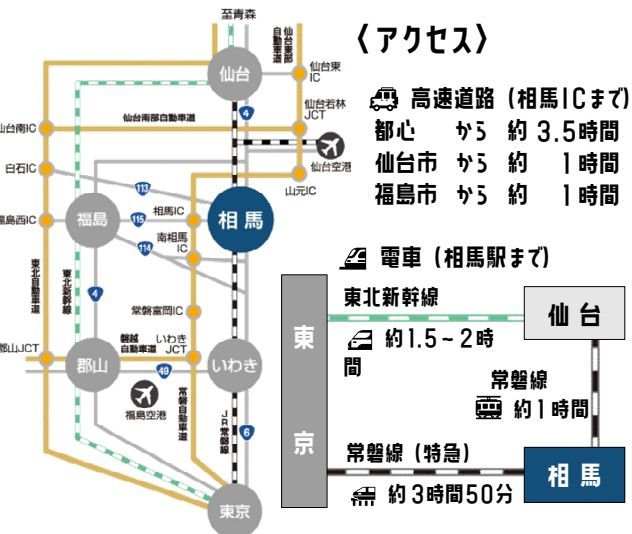 至青森
仙台東部
自動車道
仙台
仙台東
IC
〈アクセス〉
高速道路（相馬ICまで）
都心 から 約 3.5時間
仙台市 から 約 1時間
福島市 から 約 1時間
4
仙台若林
JCT
仙台南部自動車道
仙台南IC
仙台空港
白石IC
113
山元IC
福島西IC
福島
115
相馬IC
相馬
114
南相馬
IC
東北自動車道
東北新幹線
4
常磐富岡IC
磐越
自動車道
いわき
JCT
郡山JCT
郡山
49
いわき
福島空港
常磐自動車道
JR常磐線
6
東京
電車（相馬駅まで）
東北新幹線
約1.5～2時
間
仙台
東
京
常磐線
約1時間
常磐線（特急）
約3時間50分
相馬